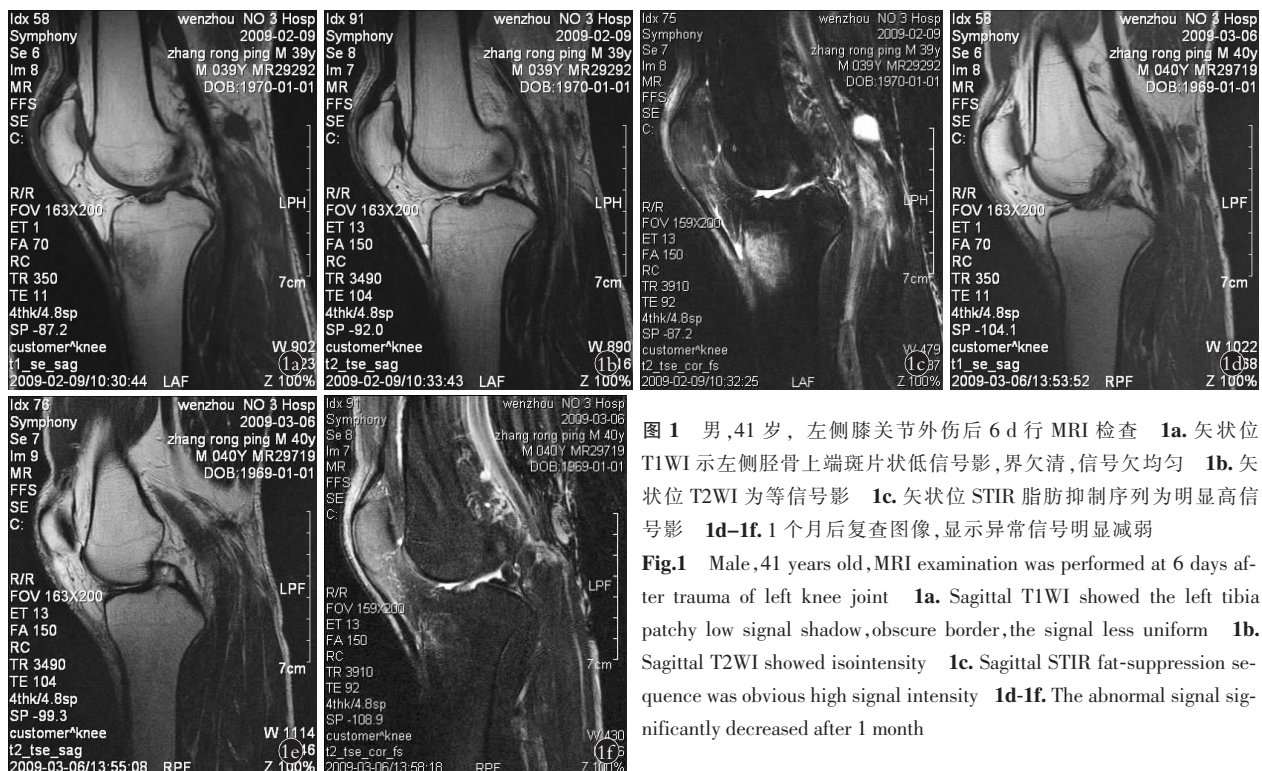 Idx 58
Symphony
Se 6
Im 8
MR
FFS
SE
C:
wenzhou NO 3 Hosp
2009-02-09
zhang rong ping M 39y
M 039Y MR29292
DOB:1970-01-01
R/R
FOV 163X200
ET 1
FA 70
RC
TR 350
TE 11
4thk/4.8sp
SP -87.2
customer^knee
t1_se_sag
2009-02-09/10:30:44
LAF
LPH
7cm
W 902
1a
Z 100%
Idx 91
Symphony
Se 8
Im 7
MR
FFS
SE
C:
wenzhou NO 3 Hosp
2009-02-09
zhang rong ping M 39y
M 039Y MR29292
DOB:1970-01-01
R/R
FOV 163X200
ET 13
FA 150
RC
TR 3490
TE 104
4thk/4.8sp
SP -92.0
customer^knee
t2_tse_sag
2009-02-09/10:33:43
LAF
LPH
7cm
W 890
1b
Z 100%
Idx 75
Symphony
Se 7
Im 8
MR
FFS
SE
C:
wenzhou NO 3 Hosp
2009-02-09
zhang rong ping M 39y
M 039Y MR29292
DOB:1970-01-01
R/R
FOV 159X200
ET 13
FA 150
RC
TR 3910
TE 92
4thk/4.8sp
SP -87.2
customer^knee
t2_tse_cor_fs
2009-02-09/10:32:25
LAF
LPH
7cm
W 479
1c
Z 100%
Idx 58
Symphony
Se 6
Im 8
MR
FFS
SE
C:
wenzhou NO 3 Hosp
2009-03-06
zhang rong ping M 40y
M 040Y MR29719
DOB:1969-01-01
R/R
FOV 163X200
ET 1
FA 70
RC
TR 350
TE 11
4thk/4.8sp
SP -104.1
customer^knee
t1_se_sag
2009-03-06/13:53:52
RPF
LPF
7cm
W 1022
1d
Z 100%
Idx 76
Symphony
Se 7
Im 9
MR
FFS
SE
C:
wenzhou NO 3 Hosp
2009-03-06
zhang rong ping M 40y
M 040Y MR29719
DOB:1969-01-01
R/R
FOV 163X200
ET 13
FA 150
RC
TR 3490
TE 104
4thk/4.8sp
SP -99.3
customer^knee
t2_tse_sag
2009-03-06/13:55:08
RPF
LPF
7cm
W 1114
1e
Z 100%
Symphony
Se 8
Im 7
MR
FFS
SE
C:
wenzhou NO 3 Hosp
2009-03-06
zhang rong ping M 40y
M 040Y MR29719
DOB:1969-01-01
R/R
FOV 159X200
ET 13
FA 150
RC
TR 3910
TE 92
4thk/4.8sp
SP -108.9
customer^knee
t2_tse_cor_fs
2009-03-06/13:58:18
RPF
LPF
7cm
W 430
1f
Z 100%
图 1 男,41 岁, 左侧膝关节外伤后 6 d 行 MRI 检查 1a. 矢状位
T1WI 示左侧胫骨上端斑片状低信号影,界欠清,信号欠均匀 1b. 矢
状位 T2WI 为等信号影 1c. 矢状位 STIR 脂肪抑制序列为明显高信
号影 1d-1f. 1 个月后复查图像,显示异常信号明显减弱
Fig.1 Male,41 years old,MRI examination was performed at 6 days af-
ter trauma of left knee joint 1a. Sagittal T1WI showed the left tibia
patchy low signal shadow,obscure border,the signal less uniform 1b.
Sagittal T2WI showed isointensity 1c. Sagittal STIR fat-suppression se-
quence was obvious high signal intensity 1d-1f. The abnormal signal sig-
nificantly decreased after 1 month